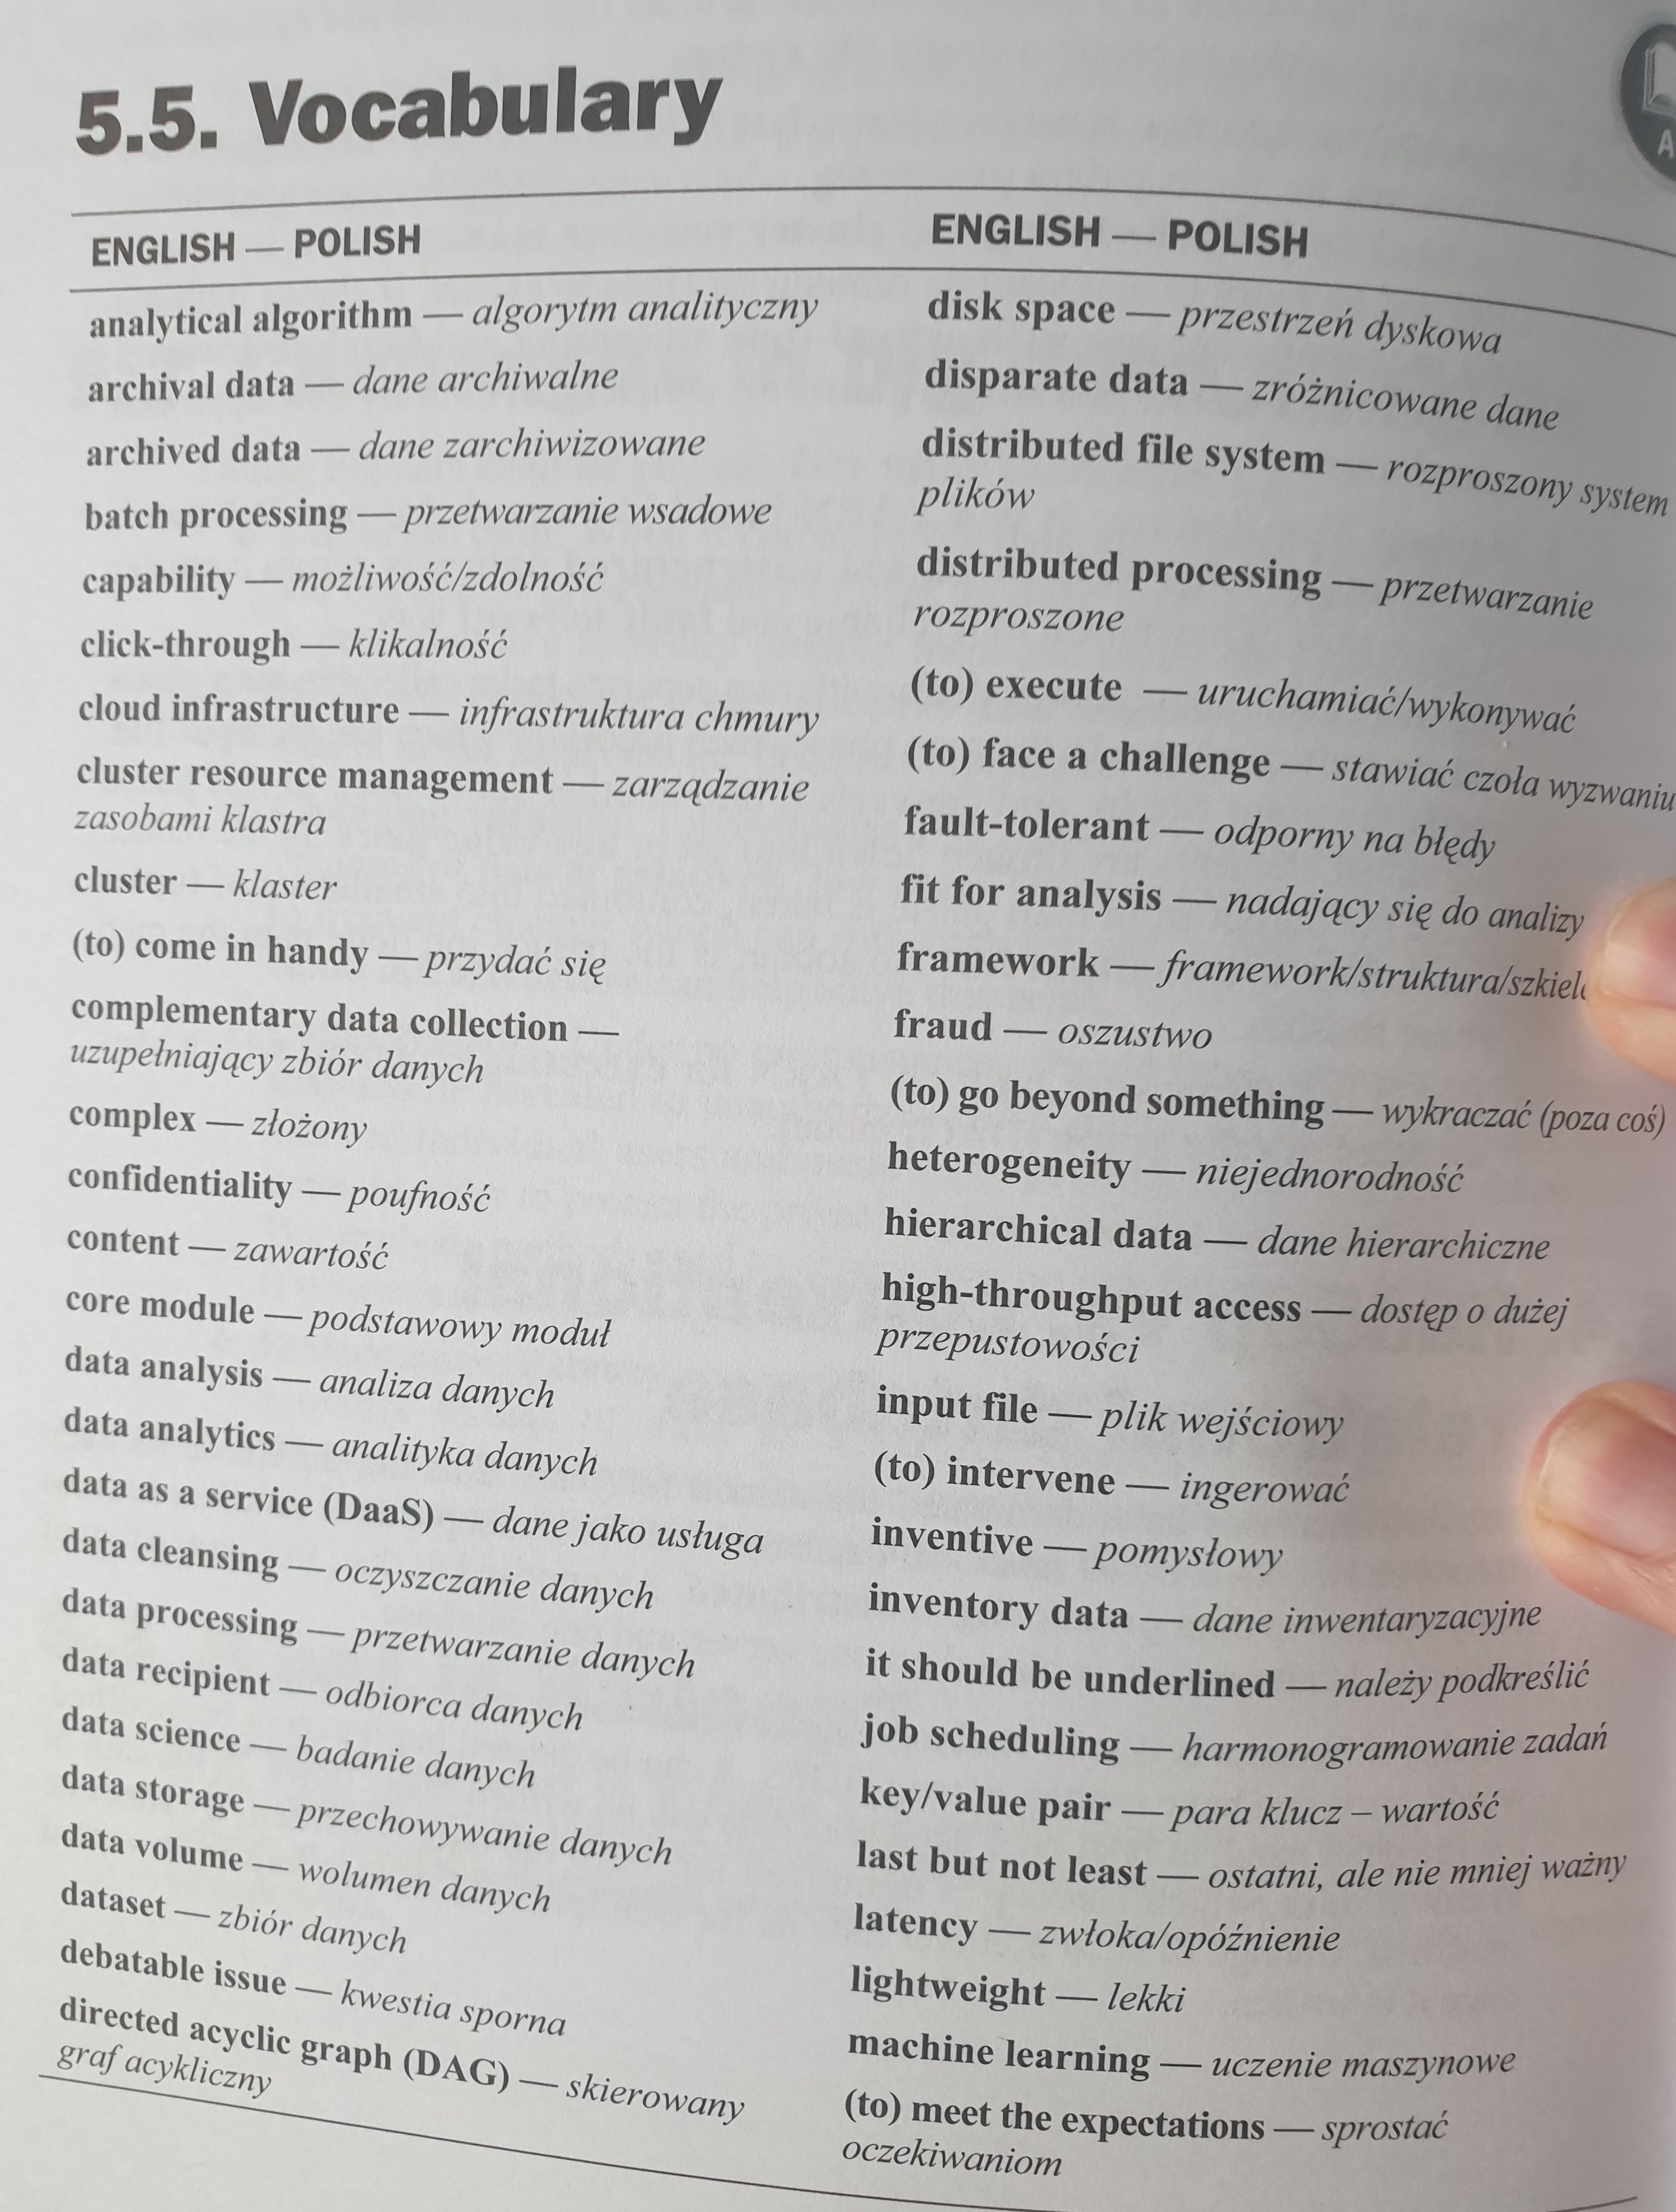 5.5. Vocabulary
A
ENGLISH — POLISH
analytical algorithm — algorytm analityczny
archival data — dane archiwalne
archived data — dane zarchiwizowane
batch processing — przetwarzanie wsadowe
capability — możliwość/zdolność
click-through — klikalność
cloud infrastructure — infrastruktura chmury
cluster resource management — zarządzanie
zasobami klastra
cluster — klaster
(to) come in handy — przydać się
complementary data collection —
uzupełniający zbiór danych
complex — złożony
confidentiality — poufność
content — zawartość
core module — podstawowy moduł
data analysis — analiza danych
data analytics — analityka danych
data as a service (DaaS) — dane jako usługa
data cleansing — oczyszczanie danych
data processing — przetwarzanie danych
data recipient — odbiorca danych
data science — badanie danych
data storage — przechowywanie danych
data volume — wolumen danych
dataset — zbiór danych
debatable issue — kwestia sporna
directed acyclic graph (DAG) — skierowany
graf acykliczny
ENGLISH — POLISH
disk space — przestrzeń dyskowa
disparate data — zróżnicowane dane
distributed file system — rozproszony system
plików
distributed processing — przetwarzanie
rozproszone
(to) execute — uruchamiać/wykonywać
(to) face a challenge — stawiać czoła wyzwaniu
fault-tolerant — odporny na błędy
fit for analysis — nadający się do analizy
framework — framework/struktura/
fraud — oszustwo
(to) go beyond something — wykraczać (poza coś)
heterogeneity — niejednorodność
hierarchical data — dane hierarchiczne
high-throughput access — dostęp o dużej
przepustowości
input file — plik wejściowy
(to) intervene — ingerować
inventive — pomysłowy
inventory data — dane inwentaryzacyjne
it should be underlined — należy podkreślić
job scheduling — harmonogramowanie zadań
key/value pair — para klucz – wartość
last but not least — ostatni, ale nie mniej ważny
latency — zwłoka/opóźnienie
lightweight — lekki
machine learning — uczenie maszynowe
(to) meet the expectations — sprostać
oczekiwaniom